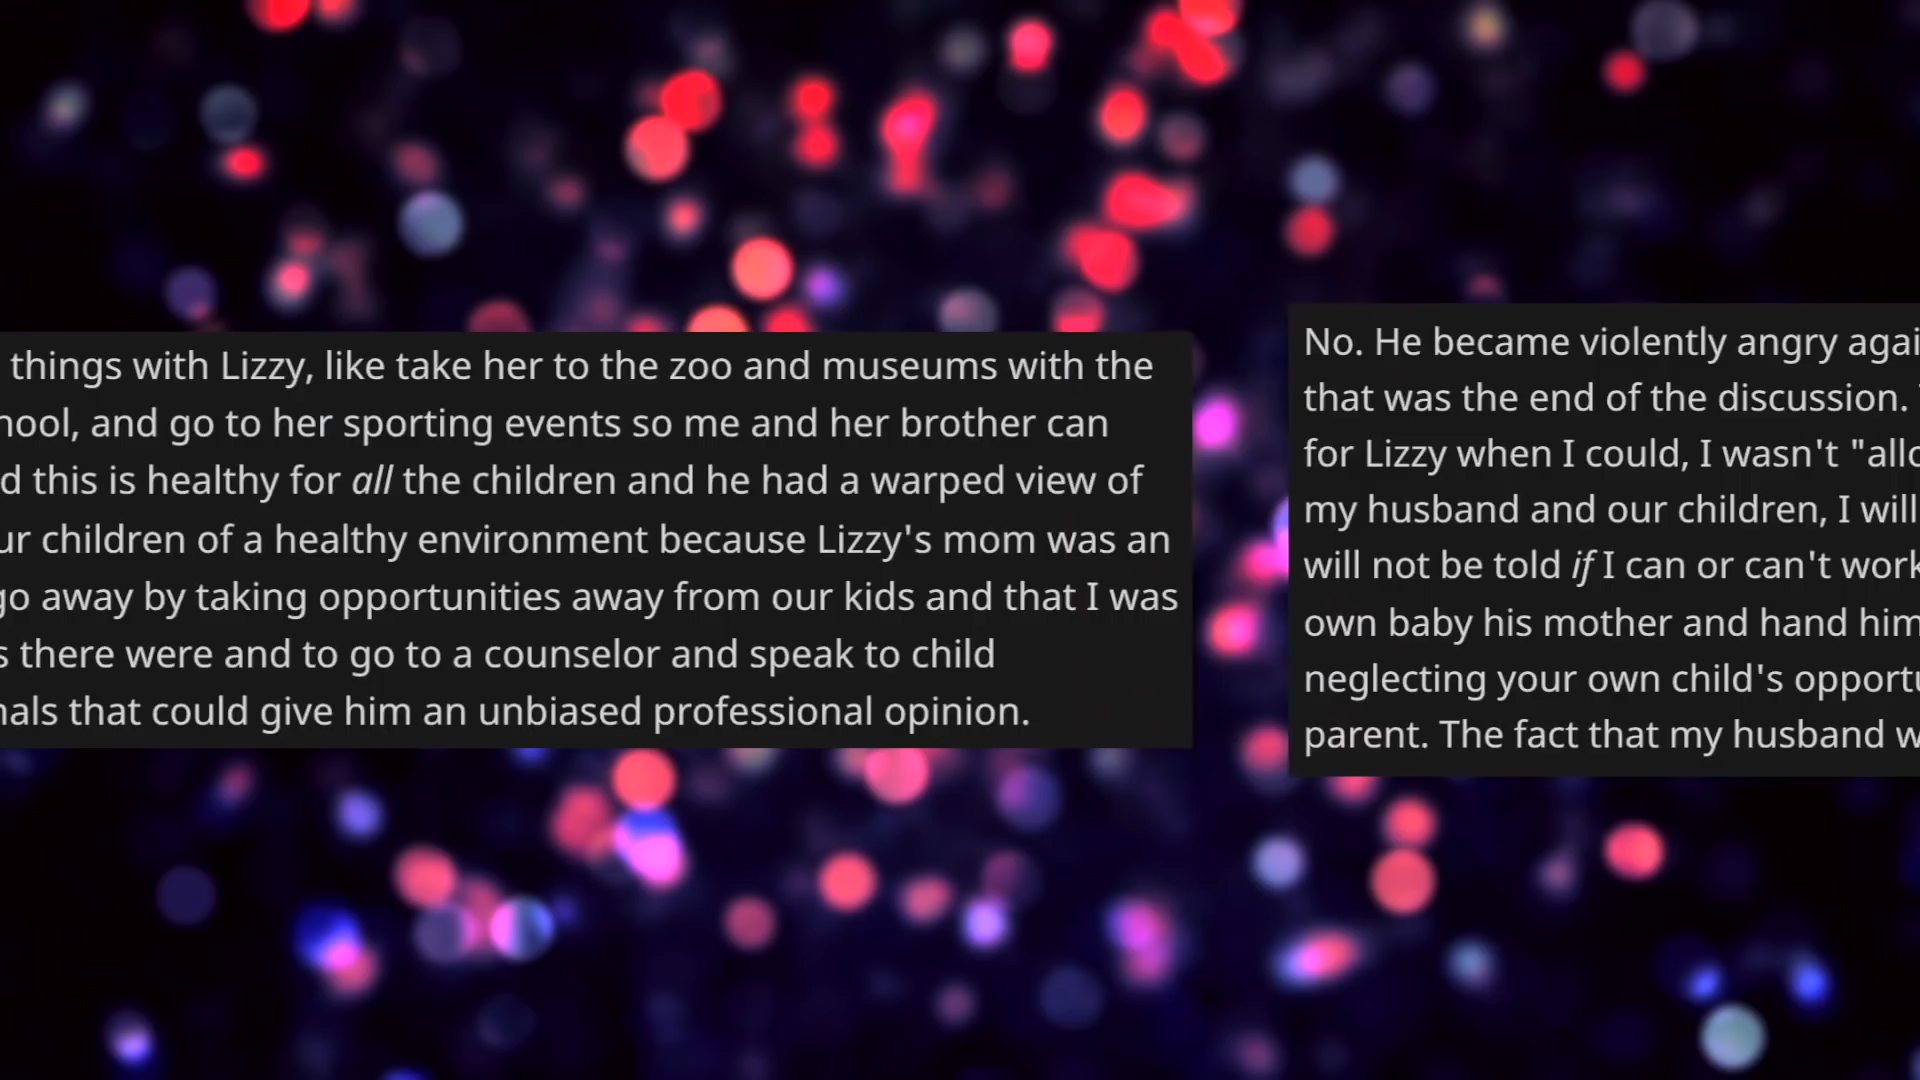 things with Lizzy, like take her to the zoo and museums with the
and go to her sporting events so me and her brother can
this is healthy for all the children and he had a warped view of
children of a healthy environment because Lizzy's mom was an
go away by taking opportunities away from our kids and that I was
there were and to go to a counselor and speak to child
that could give him an unbiased professional opinion.
No. He became violently angry
that was the end of the discussion.
for Lizzy when I could, I wasn't
my husband and our children, I will
will not be told if I can or can't work
own baby his mother and hand him
neglecting your own child's
parent. The fact that my husband